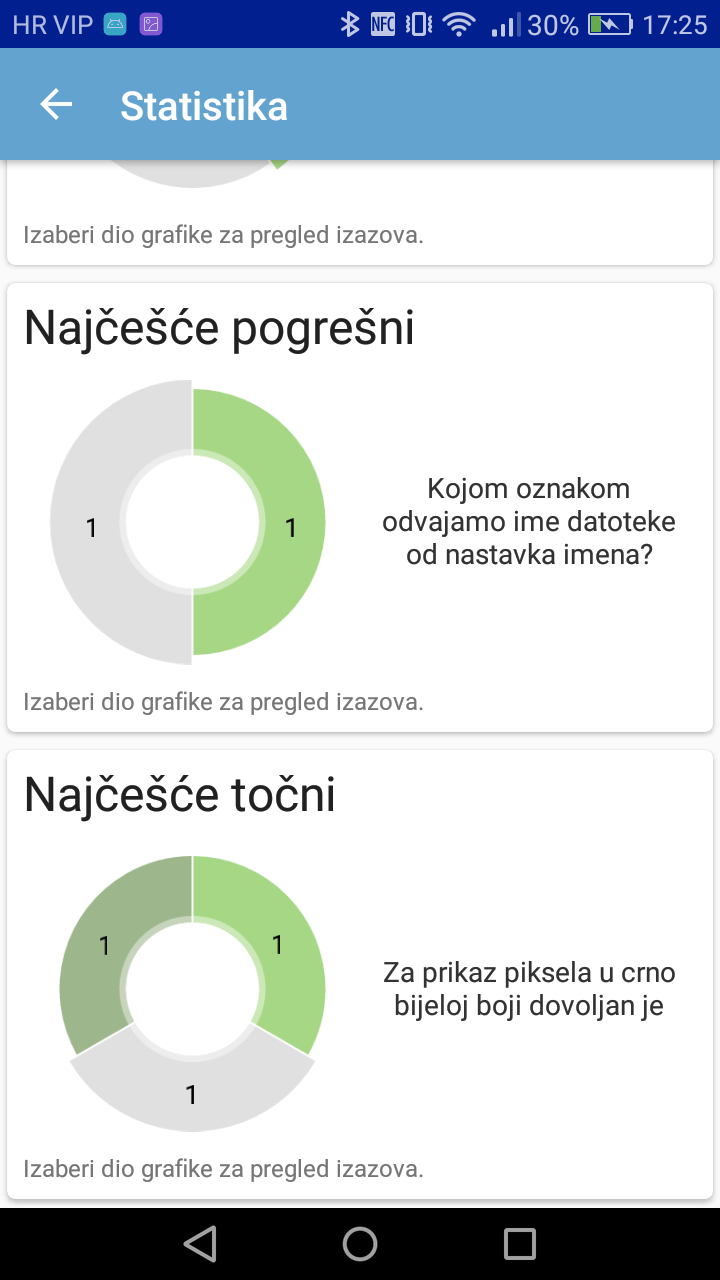 HR VIP NFC 30% 17:25
Statistika
Izaberi dio grafike za pregled izazova.
Najčešće pogrešni
1 1
Kojom oznakom
odvajamo ime datoteke
od nastavka imena?
Izaberi dio grafike za pregled izazova.
Najčešće točni
1 1
1
Za prikaz piksela u crno
bijeloj boji dovoljan je
Izaberi dio grafike za pregled izazova.